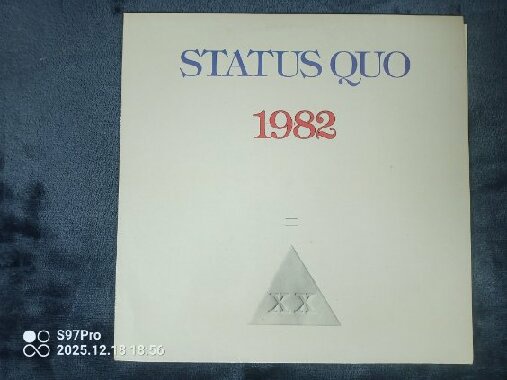 STATUS QUO
1982
=
XX
S97Pro
2025.12.18 18:56